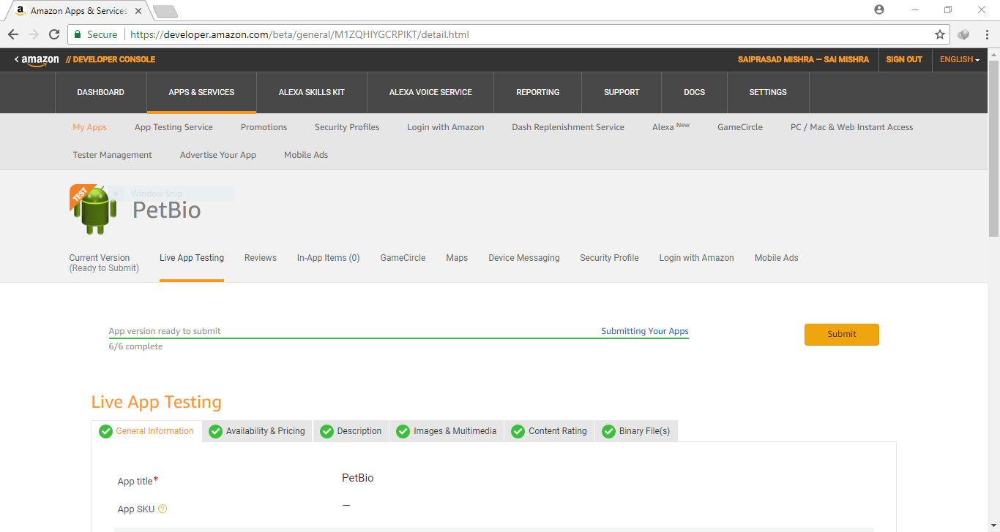 Amazon Apps & Services
Secure https://developer.amazon.com/beta/general/M1ZQHIYGCRPIKT/detail.html
amazon // DEVELOPER CONSOLE SAIPRASAD MISHRA — SAI MISHRA SIGN OUT ENGLISH
DASHBOARD APPS & SERVICES ALEXA SKILLS KIT ALEXA VOICE SERVICE REPORTING SUPPORT DOCS SETTINGS
My Apps App Testing Service Promotions Security Profiles Login with Amazon Dash Replenishment Service Alexa New GameCircle PC / Mac & Web Instant Access
Tester Management Advertise Your App Mobile Ads
TEST
Window Snip
PetBio
Current Version Live App Testing Reviews In-App Items (0) GameCircle Maps Device Messaging Security Profile Login with Amazon Mobile Ads
(Ready to Submit)
App version ready to submit Submitting Your Apps Submit
6/6 complete
Live App Testing
General Information Availability & Pricing Description Images & Multimedia Content Rating Binary File(s)
App title* PetBio
App SKU ? —